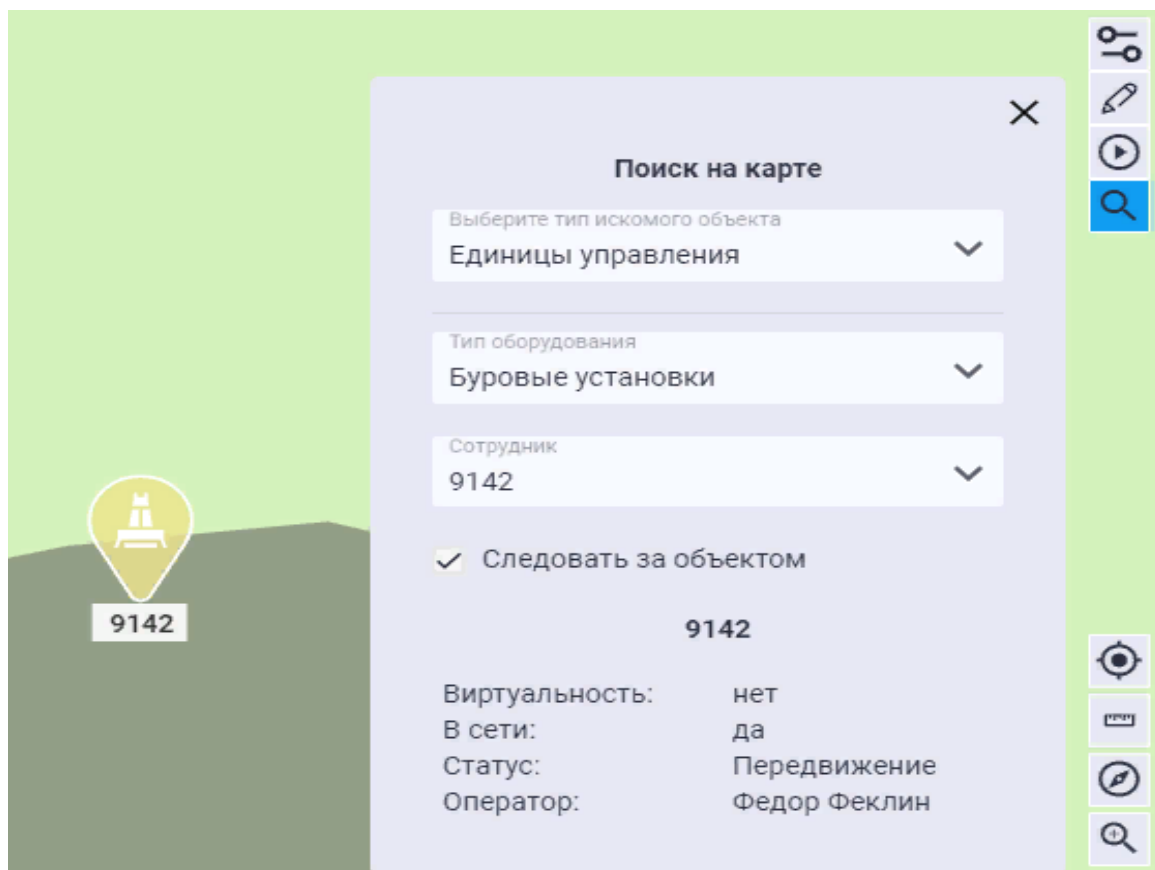 Поиск на карте
Выберите тип искомого объекта
Единицы управления
Тип оборудования
Буровые установки
Сотрудник
9142
Следовать за объектом
9142
9142
Виртуальность: нет
В сети: да
Статус: Передвижение
Оператор: Федор Феклин